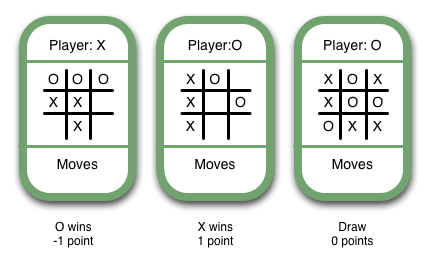 Player: X
O O O
X X
X
Moves
O wins
-1 point
Player:O
X O
X O
X
Moves
X wins
1 point
Player: O
X O X
X O O
O X X
Moves
Draw
0 points